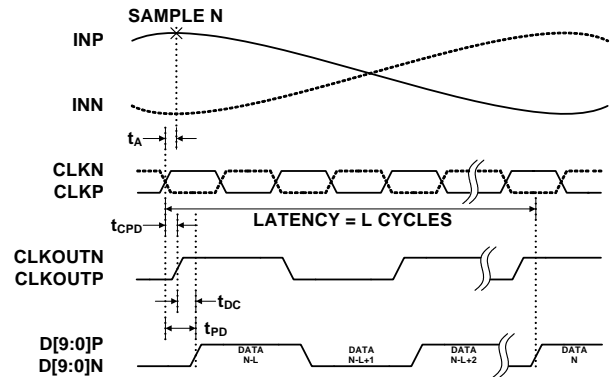 SAMPLE N
INP
INN
tA
CLKN
CLKP
LATENCY = L CYCLES
tCPD
CLKOUTN
CLKOUTP
tDC
tPD
D[9:0]P
D[9:0]N
DATA
N-L
DATA
N-L+1
DATA
N-L+2
DATA
N